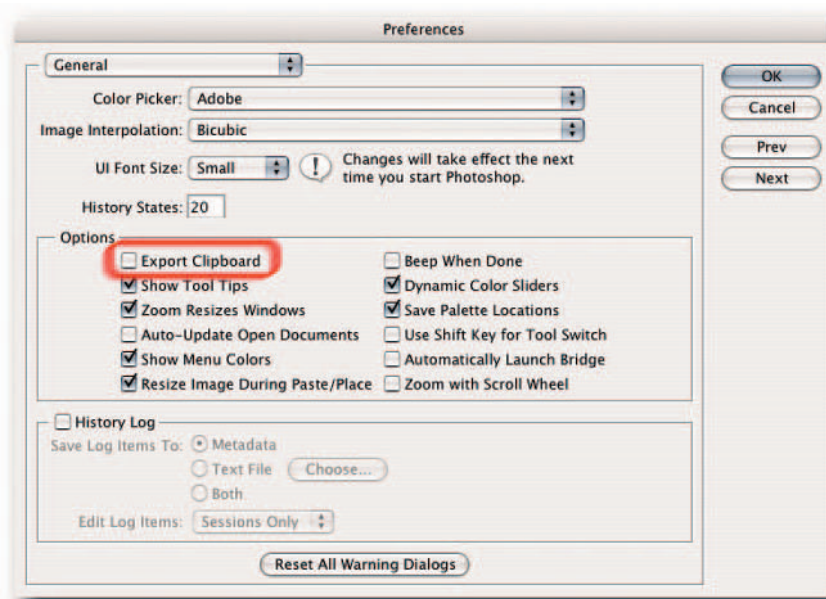 Preferences
General
OK
Color Picker: Adobe
Cancel
Image Interpolation: Bicubic
Prev
UI Font Size: Small ! Changes will take effect the next
time you start Photoshop.
Next
History States: 20
Options
Export Clipboard
Beep When Done
Show Tool Tips
Dynamic Color Sliders
Zoom Resizes Windows
Save Palette Locations
Auto-Update Open Documents
Use Shift Key for Tool Switch
Show Menu Colors
Automatically Launch Bridge
Resize Image During Paste/Place
Zoom with Scroll Wheel
History Log
Save Log Items To: Metadata
Text File Choose...
Both
Edit Log Items: Sessions Only
Reset All Warning Dialogs